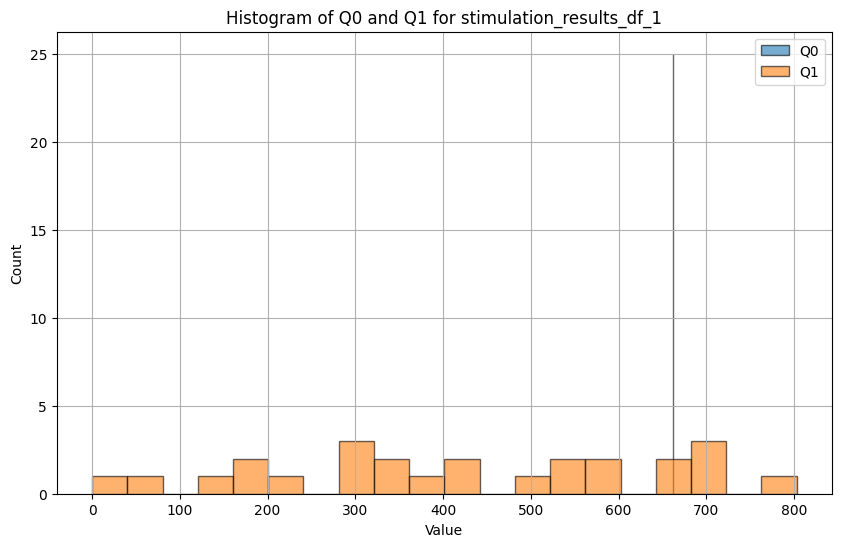 Histogram of Q0 and Q1 for stimulation_results_df_1
Q0
Q1
25
20
15
10
5
0
Count
0 100 200 300 400 500 600 700 800
Value